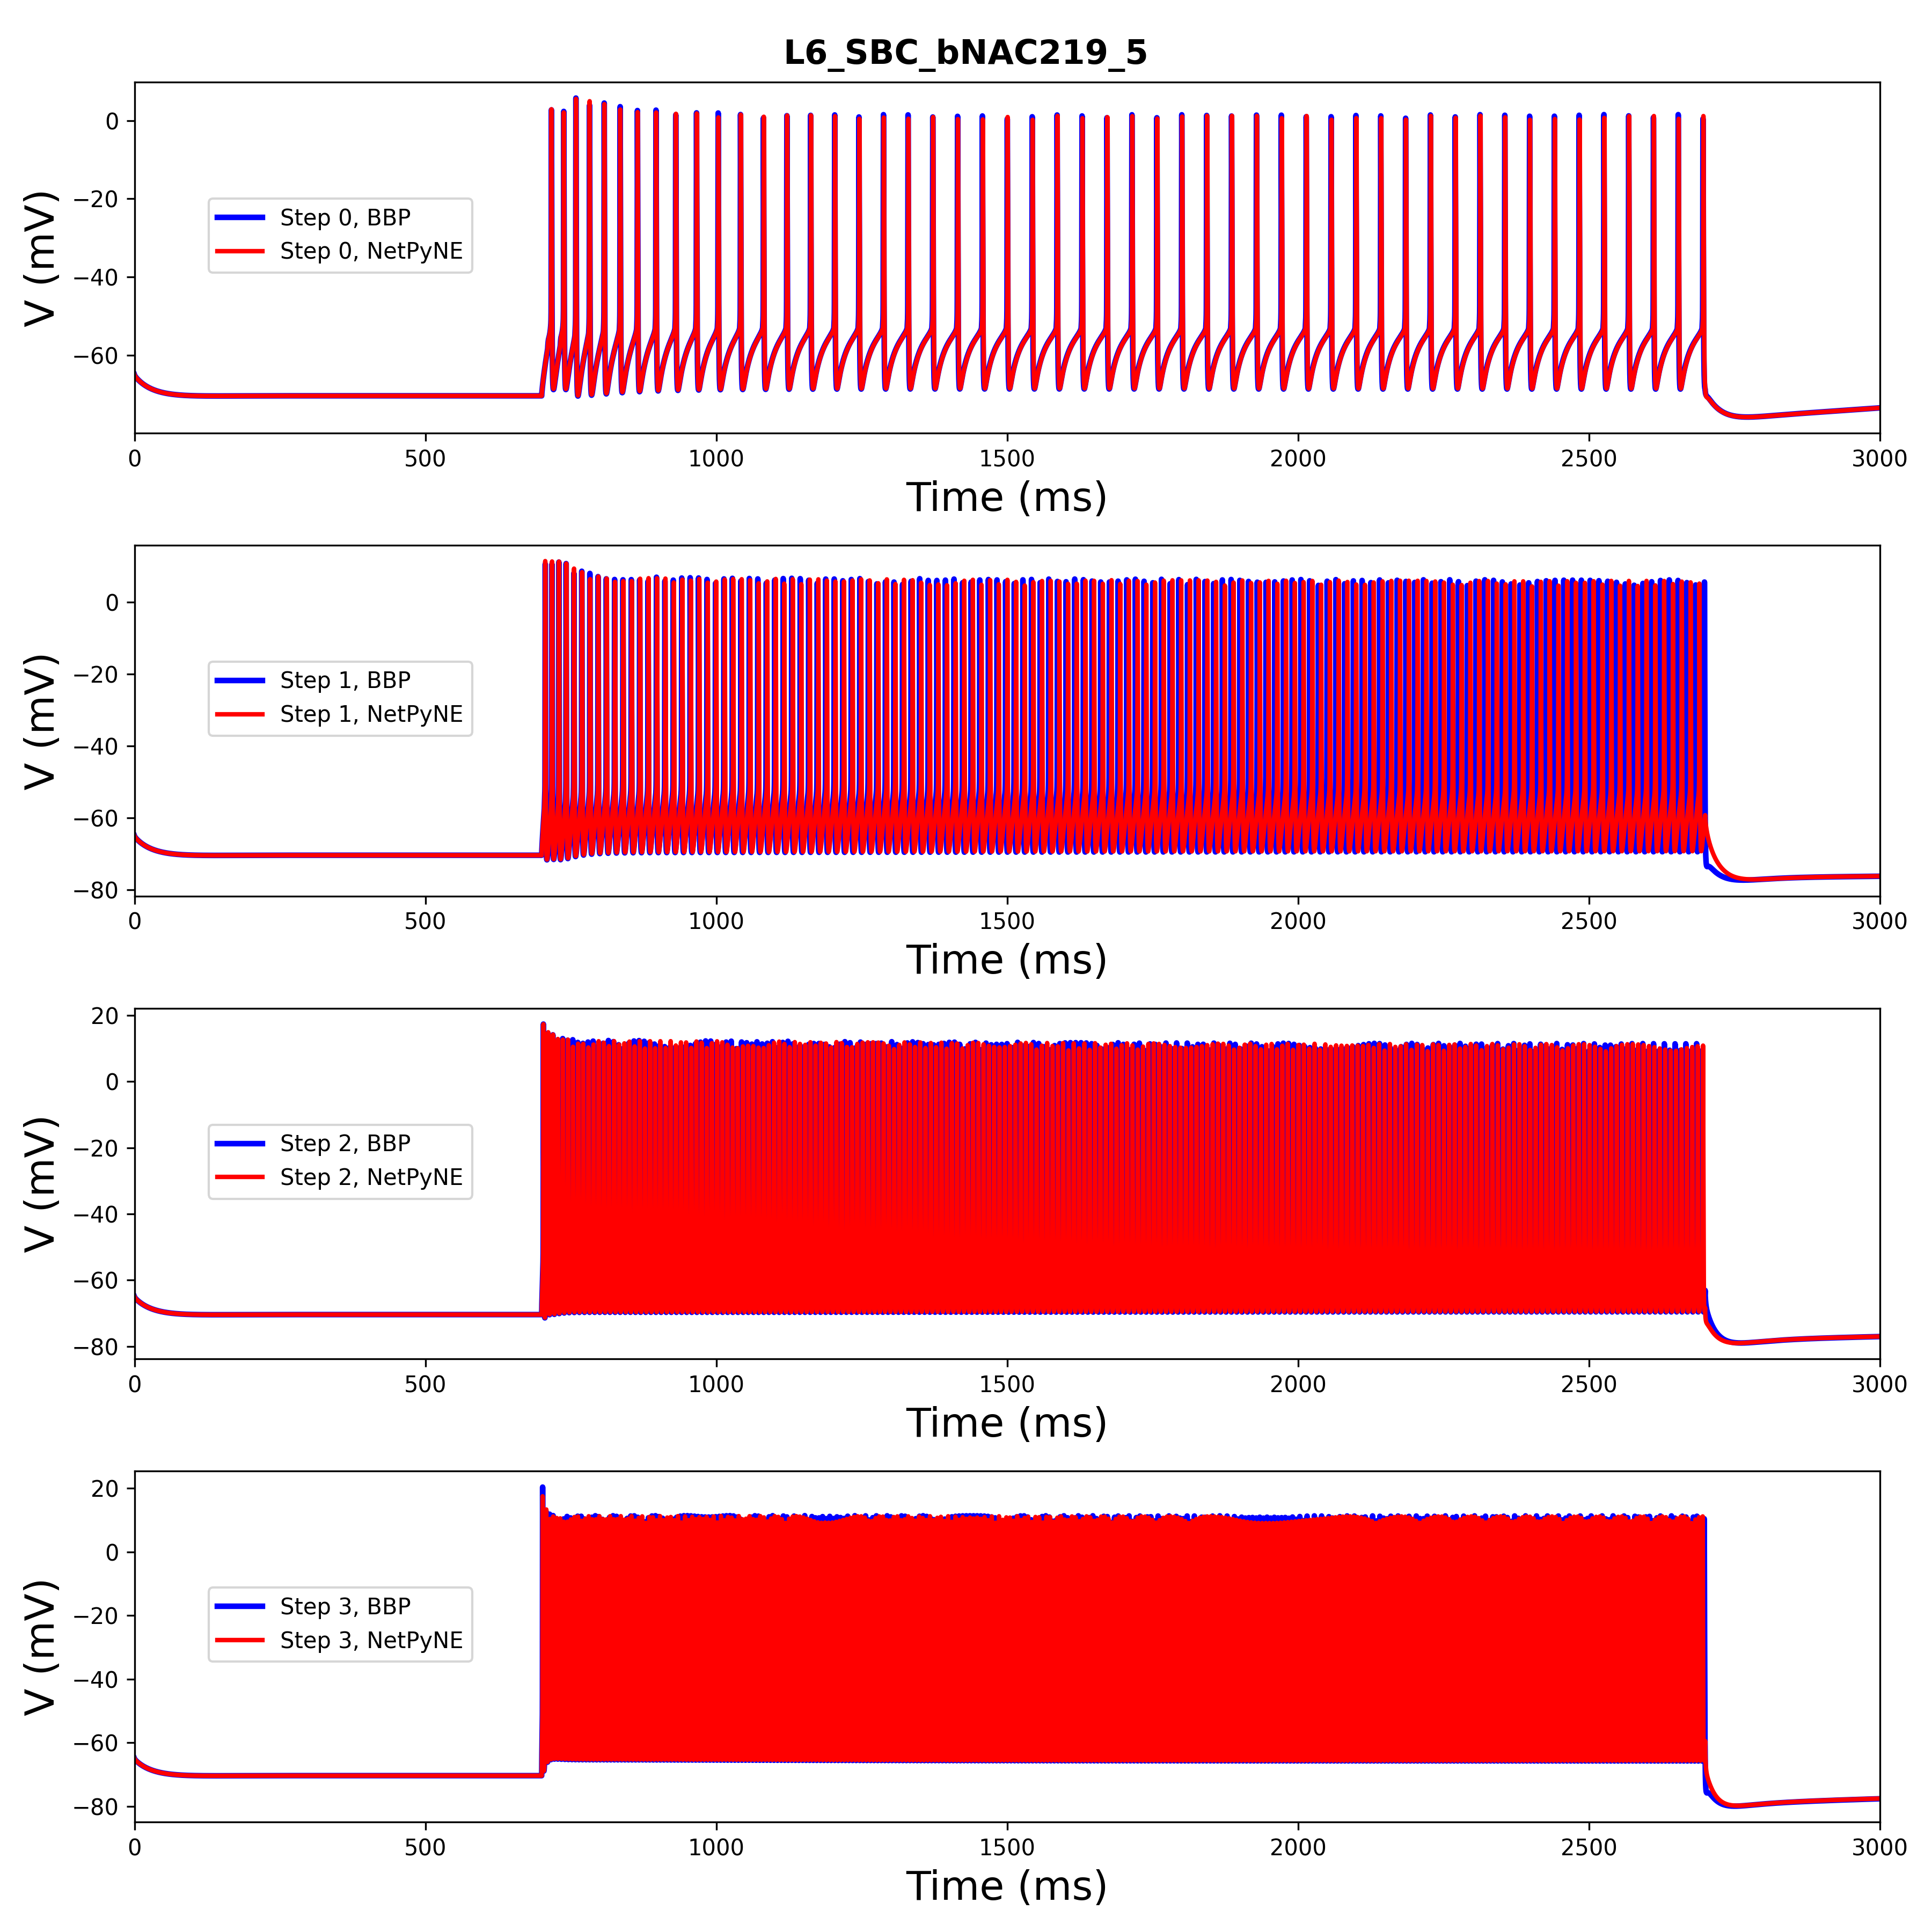 L6_SBC_bNAC219_5
0
−20
−40
−60
V (mV)
Step 0, BBP
Step 0, NetPyNE
0 500 1000 1500 2000 2500 3000
Time (ms)
0
−20
−40
−60
−80
V (mV)
Step 1, BBP
Step 1, NetPyNE
0 500 1000 1500 2000 2500 3000
Time (ms)
20
0
−20
−40
−60
−80
V (mV)
Step 2, BBP
Step 2, NetPyNE
0 500 1000 1500 2000 2500 3000
Time (ms)
20
0
−20
−40
−60
−80
V (mV)
Step 3, BBP
Step 3, NetPyNE
0 500 1000 1500 2000 2500 3000
Time (ms)